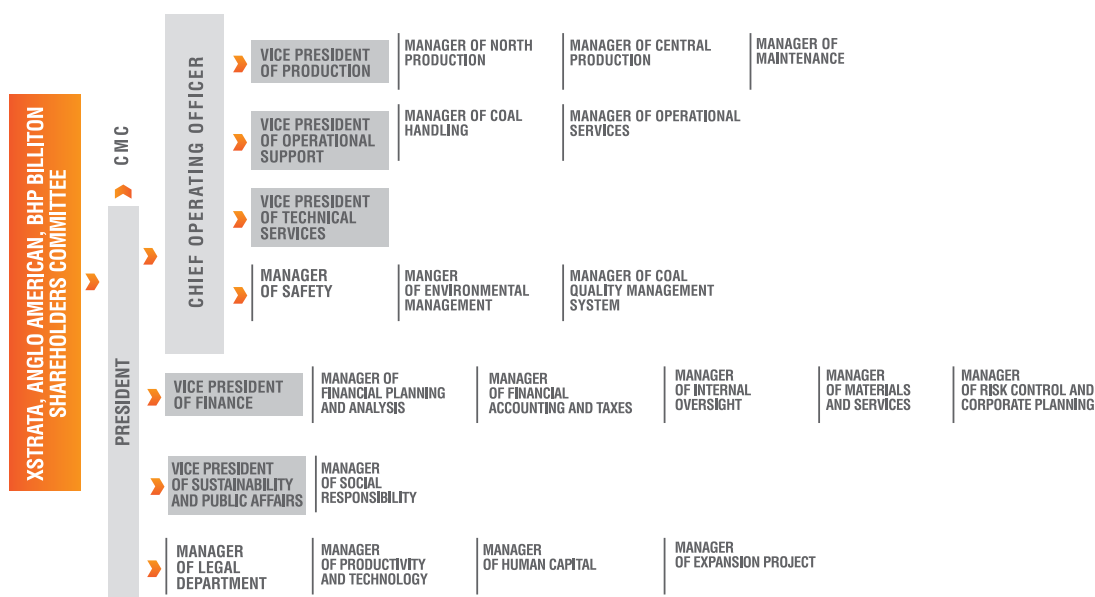 XSTRATA, ANGLO AMERICAN, BHP BILLITON
SHAREHOLDERS COMMITTEE
CMC
PRESIDENT
CHIEF OPERATING OFFICER
VICE PRESIDENT
OF PRODUCTION
MANAGER OF NORTH
PRODUCTION
MANAGER OF CENTRAL
PRODUCTION
MANAGER OF
MAINTENANCE
VICE PRESIDENT
OF OPERATIONAL
SUPPORT
MANAGER OF COAL
HANDLING
MANAGER OF OPERATIONAL
SERVICES
VICE PRESIDENT
OF TECHNICAL
SERVICES
MANAGER
OF SAFETY
MANGER
OF ENVIRONMENTAL
MANAGEMENT
MANAGER OF COAL
QUALITY MANAGEMENT
SYSTEM
VICE PRESIDENT
OF FINANCE
MANAGER OF
FINANCIAL PLANNING
AND ANALYSIS
MANAGER
OF FINANCIAL
ACCOUNTING AND TAXES
MANAGER
OF INTERNAL
OVERSIGHT
MANAGER
OF MATERIALS
AND SERVICES
MANAGER
OF RISK CONTROL AND
CORPORATE PLANNING
VICE PRESIDENT
OF SUSTAINABILITY
AND PUBLIC AFFAIRS
MANAGER
OF SOCIAL
RESPONSIBILITY
MANAGER
OF LEGAL
DEPARTMENT
MANAGER
OF PRODUCTIVITY
AND TECHNOLOGY
MANAGER
OF HUMAN CAPITAL
MANAGER
OF EXPANSION PROJECT